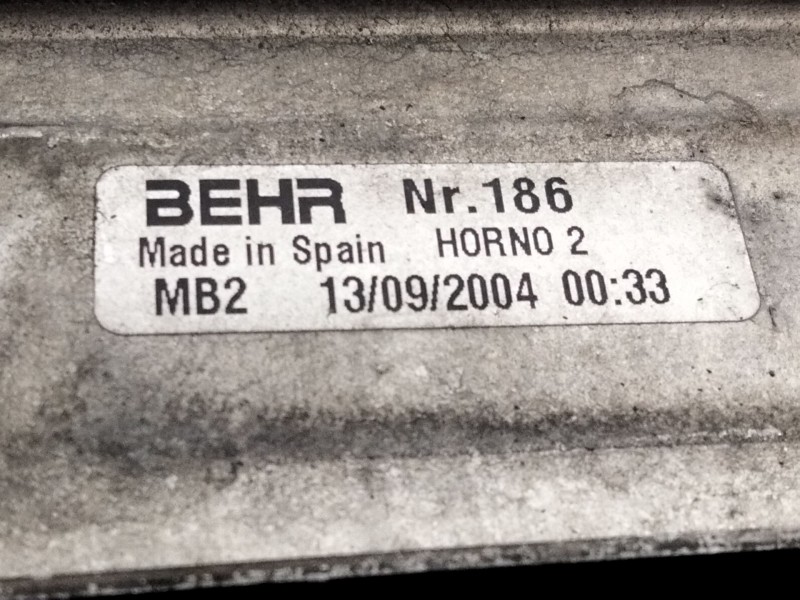 BEHR Nr.186
Made in Spain HORNO 2
MB2 13/09/2004 00:33